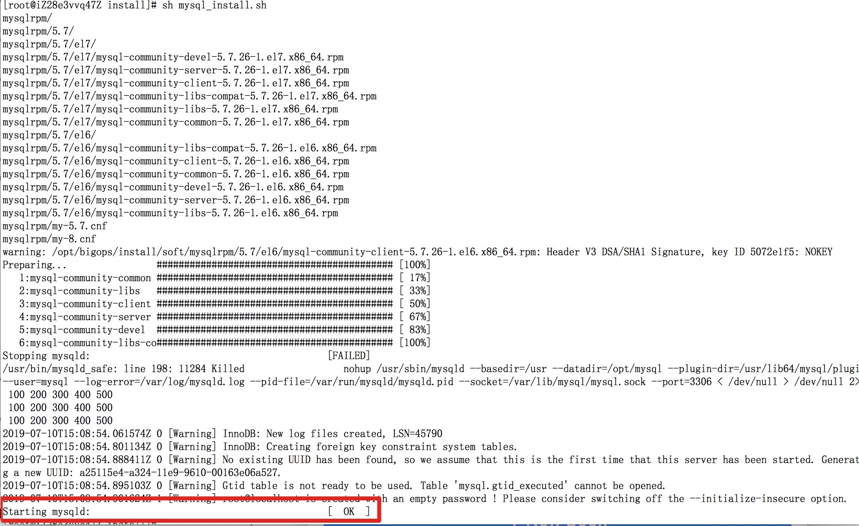 [root@iZ28e3vvq47Z install]# sh mysql_install.sh
mysqlrpm/
mysqlrpm/5.7/
mysqlrpm/5.7/el7/
mysqlrpm/5.7/el7/mysql-community-devel-5.7.26-1.el7.x86_64.rpm
mysqlrpm/5.7/el7/mysql-community-server-5.7.26-1.el7.x86_64.rpm
mysqlrpm/5.7/el7/mysql-community-client-5.7.26-1.el7.x86_64.rpm
mysqlrpm/5.7/el7/mysql-community-libs-compat-5.7.26-1.el7.x86_64.rpm
mysqlrpm/5.7/el7/mysql-community-libs-5.7.26-1.el7.x86_64.rpm
mysqlrpm/5.7/el7/mysql-community-common-5.7.26-1.el7.x86_64.rpm
mysqlrpm/5.7/el6/
mysqlrpm/5.7/el6/mysql-community-libs-compat-5.7.26-1.el6.x86_64.rpm
mysqlrpm/5.7/el6/mysql-community-client-5.7.26-1.el6.x86_64.rpm
mysqlrpm/5.7/el6/mysql-community-common-5.7.26-1.el6.x86_64.rpm
mysqlrpm/5.7/el6/mysql-community-devel-5.7.26-1.el6.x86_64.rpm
mysqlrpm/5.7/el6/mysql-community-server-5.7.26-1.el6.x86_64.rpm
mysqlrpm/5.7/el6/mysql-community-libs-5.7.26-1.el6.x86_64.rpm
mysqlrpm/my-5.7.cnf
mysqlrpm/my-8.cnf
warning: /opt/bigops/install/soft/mysqlrpm/5.7/el6/mysql-community-client-5.7.26-1.el6.x86_64.rpm: Header V3 DSA/SHA1 Signature, key ID 5072e1f5: NOKEY
Preparing... ########################################### [100%]
1:mysql-community-common ########################################### [ 17%]
2:mysql-community-libs ########################################### [ 33%]
3:mysql-community-client ########################################### [ 50%]
4:mysql-community-server ########################################### [ 67%]
5:mysql-community-devel ########################################### [ 83%]
6:mysql-community-libs-co########################################### [100%]
Stopping mysqld: [FAILED]
/usr/bin/mysqld_safe: line 198: 11284 Killed nohup /usr/sbin/mysqld --basedir=/usr --datadir=/opt/mysql --plugin-dir=/usr/lib64/mysql/plugi
--user=mysql --log-error=/var/log/mysqld.log --pid-file=/var/run/mysqld/mysqld.pid --socket=/var/lib/mysql/mysql.sock --port=3306 < /dev/null > /dev/null 2>
100 200 300 400 500
100 200 300 400 500
100 200 300 400 500
2019-07-10T15:08:54.061574Z 0 [Warning] InnoDB: New log files created, LSN=45790
2019-07-10T15:08:54.801134Z 0 [Warning] InnoDB: Creating foreign key constraint system tables.
2019-07-10T15:08:54.888411Z 0 [Warning] No existing UUID has been found, so we assume that this is the first time that this server has been started. Generat
g a new UUID: a25115e4-a324-11e9-9610-00163e06a527.
2019-07-10T15:08:54.895103Z 0 [Warning] Gtid table is not ready to be used. Table 'mysql.gtid_executed' cannot be opened.
[Warning] root@localhost is created with an empty password ! Please consider switching off the --initialize-insecure option.
Starting mysqld: [ OK ]